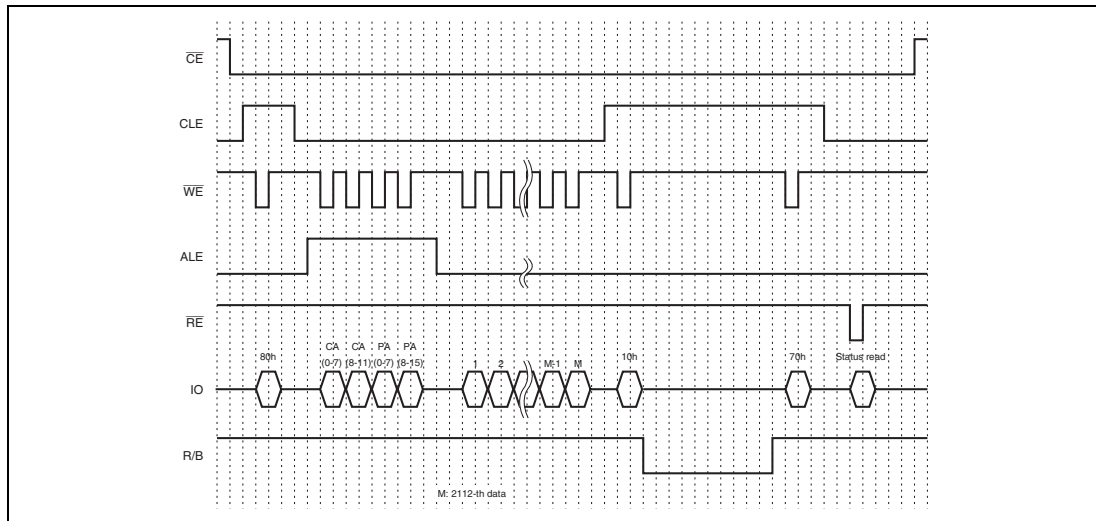 CE
CLE
WE
ALE
RE
CA CA PA PA
80h (0-7) (8-11) (0-7) (8-15) 1 2 M-1 M 10h 70h Status read
IO
R/B
M: 2112-th data